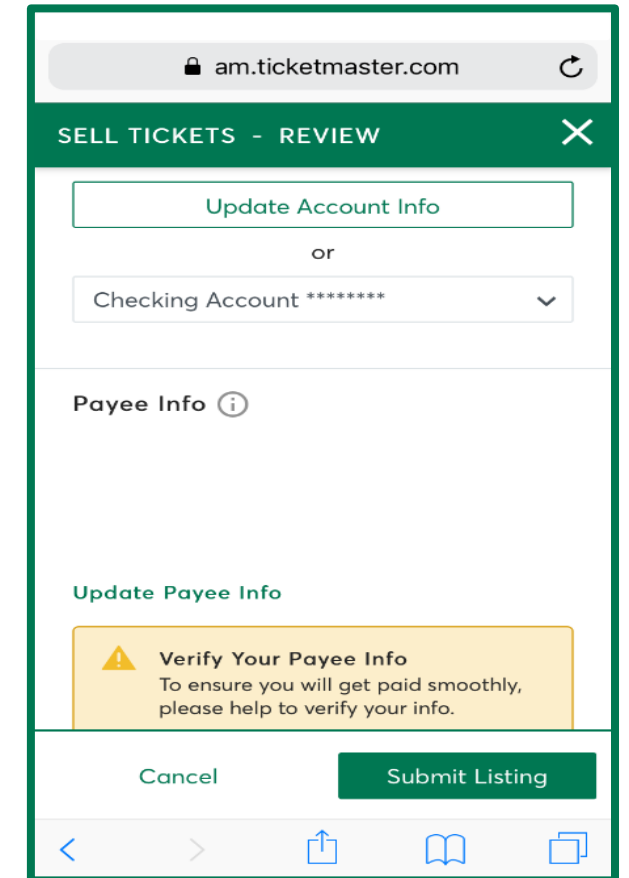 am.ticketmaster.com
SELL TICKETS - REVIEW
Update Account Info
or
Checking Account ********
Payee Info
Update Payee Info
Verify Your Payee Info
To ensure you will get paid smoothly,
please help to verify your info.
Cancel
Submit Listing